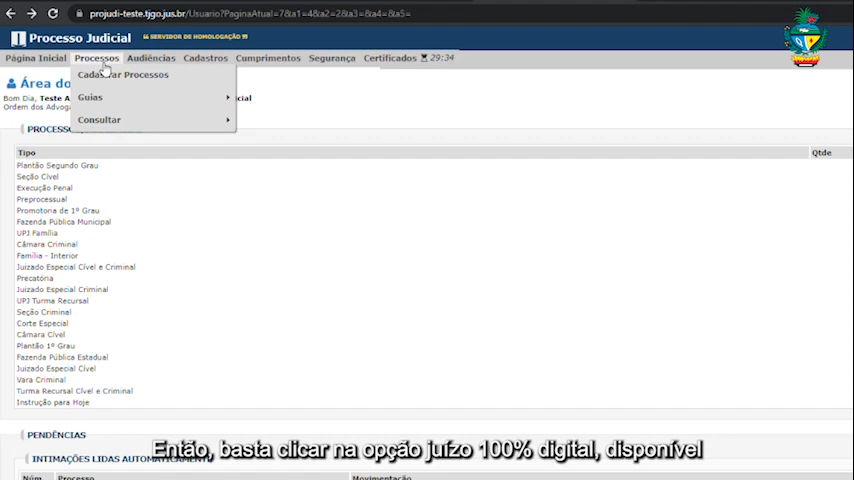 projudi-teste.tjgo.jus.br/Usuario?PaginaAtual=7&a1=4&a2=2&a3=&a4=&a5=
Processo Judicial
“ SERVIDOR DE HOMOLOGAÇÃO ”
Página Inicial Processos Audiências Cadastros Cumprimentos Segurança Certificados 29:34
Cadastrar Processos
Guias
Consultar
Área do
Bom Dia, Teste A
Ordem dos Advoga
PROCES
Tipo Qtde
Plantão Segundo Grau
Seção Cível
Execução Penal
Preprocessual
Promotoria de 1º Grau
Fazenda Pública Municipal
UPJ Família
Câmara Criminal
Família - Interior
Juizado Especial Cível e Criminal
Precatória
Juizado Especial Criminal
UPJ Turma Recursal
Seção Criminal
Corte Especial
Câmara Cível
Plantão 1º Grau
Fazenda Pública Estadual
Juizado Especial Cível
Vara Criminal
Turma Recursal Cível e Criminal
Instrução para Hoje
PENDÊNCIAS
Então, basta clicar na opção juízo 100% digital, disponível
INTIMAÇÕES LIDAS AUTOMATICAMENTE
Núm. Processo Movimentação